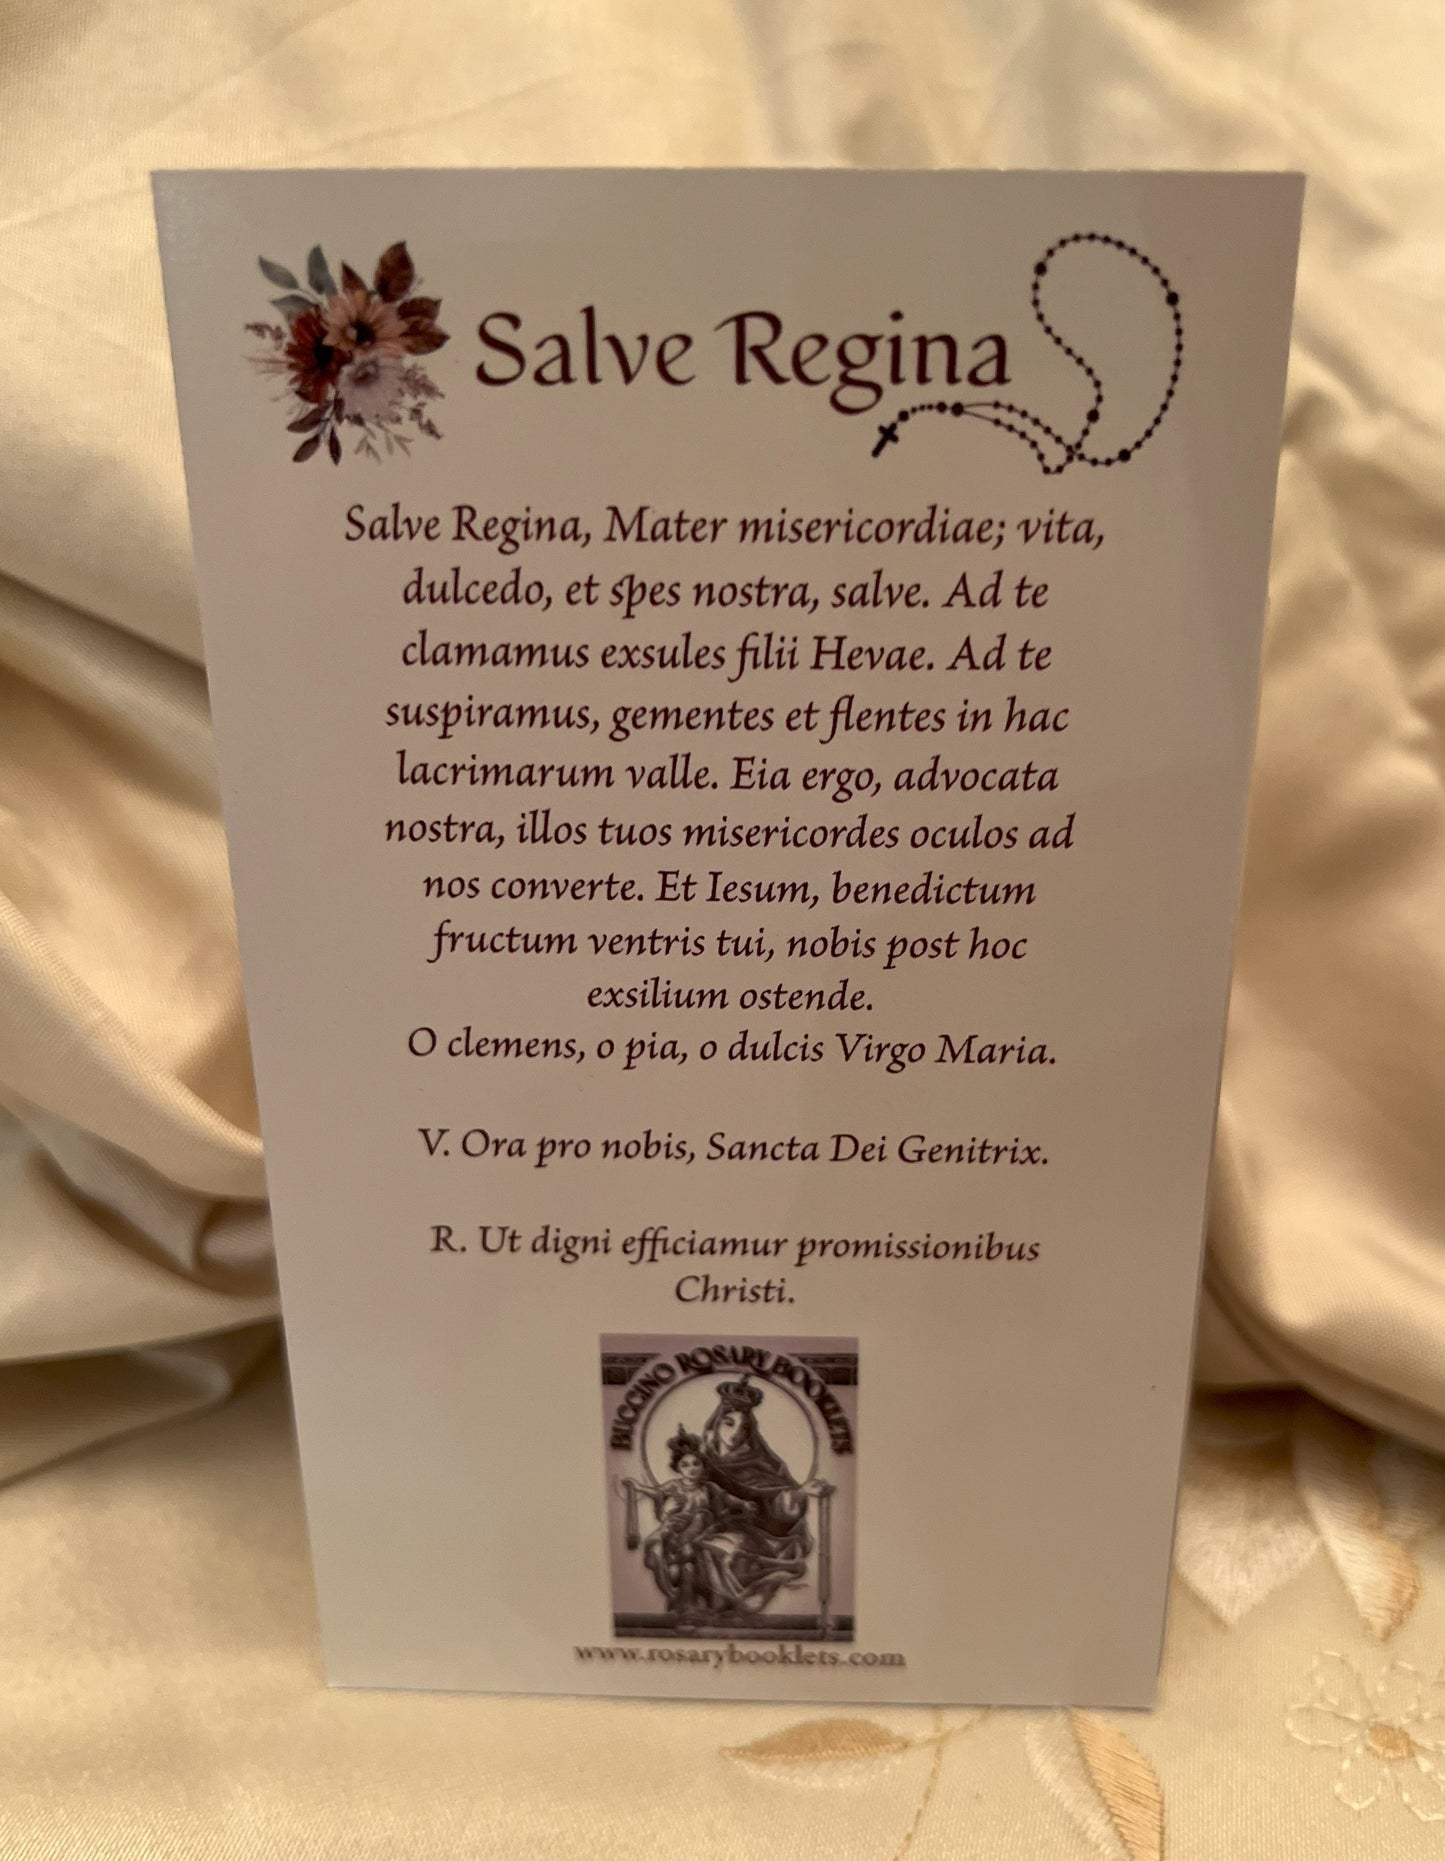 Salve Regina
Salve Regina, Mater misericordiae; vita,
dulcedo, et spes nostra, salve. Ad te
clamamus exsules filii Hevae. Ad te
suspiramus, gementes et flentes in hac
lacrimarum valle. Eia ergo, advocata
nostra, illos tuos misericordes oculos ad
nos converte. Et Iesum, benedictum
fructum ventris tui, nobis post hoc
exsilium ostende.
O clemens, o pia, o dulcis Virgo Maria.
V. Ora pro nobis, Sancta Dei Genitrix.
R. Ut digni efficiamur promissionibus
Christi.
BUCCINO ROSARY BOOKLETS
www.rosarybooklets.com